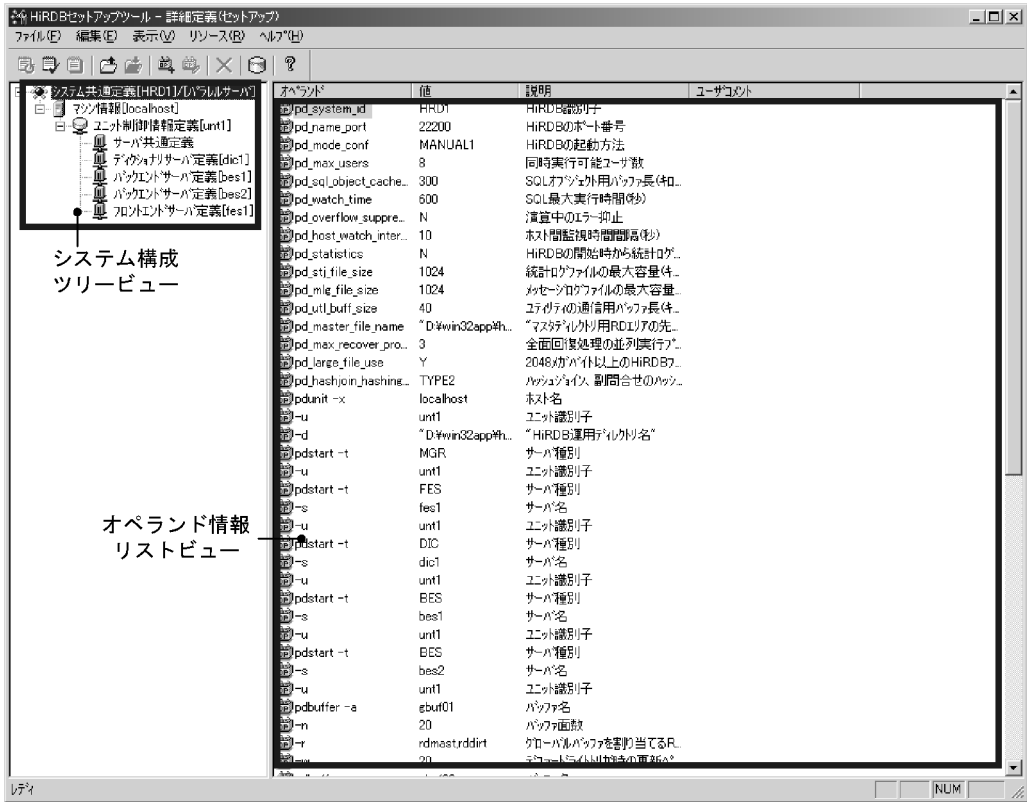 HiRDBセットアップツール - 詳細定義(セットアップ)
ファイル(F) 編集(E) 表示(V) リソース(R) ヘルプ(H)
システム共通定義[HRD1]/[パラレルサーバ]
マシン情報[localhost]
ユニット制御情報定義[unt1]
サーバ共通定義
ディクショナリサーバ定義[dic1]
バックエンドサーバ定義[bes1]
バックエンドサーバ定義[bes2]
フロントエンドサーバ定義[fes1]
システム構成
ツリービュー
オペランド情報
リストビュー
オペランド 値 説明 ユーザコメント
pd_system_id HRD1 HiRDB識別子
pd_name_port 22200 HiRDBのポート番号
pd_mode_conf MANUAL1 HiRDBの起動方法
pd_max_users 8 同時実行可能ユーザ数
pd_sql_object_cache... 300 SQLオブジェクト用バッファ長(キロ...
pd_watch_time 600 SQL最大実行時間(秒)
pd_overflow_suppre... N 演算中のエラー抑止
pd_host_watch_inter... 10 ホスト間監視時間間隔(秒)
pd_statistics N HiRDBの開始時から統計ログ...
pd_stj_file_size 1024 統計ログファイルの最大容量(キ...
pd_mlg_file_size 1024 メッセージログファイルの最大容量...
pd_utl_buff_size 40 ユティリティの通信用バッファ長(キ...
pd_master_file_name "D:¥win32app¥h... "マスタディレクトリ用RDエリアの先...
pd_max_recover_pro... 3 全面回復処理の並列実行プ...
pd_large_file_use Y 2048メガバイト以上のHiRDBフ...
pd_hashjoin_hashing... TYPE2 ハッシュジョイン、副問合せのハッシ...
pdunit -x localhost ホスト名
-u unt1 ユニット識別子
-d "D:¥win32app¥h... "HiRDB運用ディレクトリ名"
pdstart -t MGR サーバ種別
-u unt1 ユニット識別子
pdstart -t FES サーバ種別
-s fes1 サーバ名
-u unt1 ユニット識別子
pdstart -t DIC サーバ種別
-s dic1 サーバ名
-u unt1 ユニット識別子
pdstart -t BES サーバ種別
-s bes1 サーバ名
-u unt1 ユニット識別子
pdstart -t BES サーバ種別
-s bes2 サーバ名
-u unt1 ユニット識別子
pdbuffer -a gbuf01 バッファ名
-n 20 バッファ面数
-r rdmast,rddirt グローバルバッファを割り当てるR...
-w 20
レディ NUM